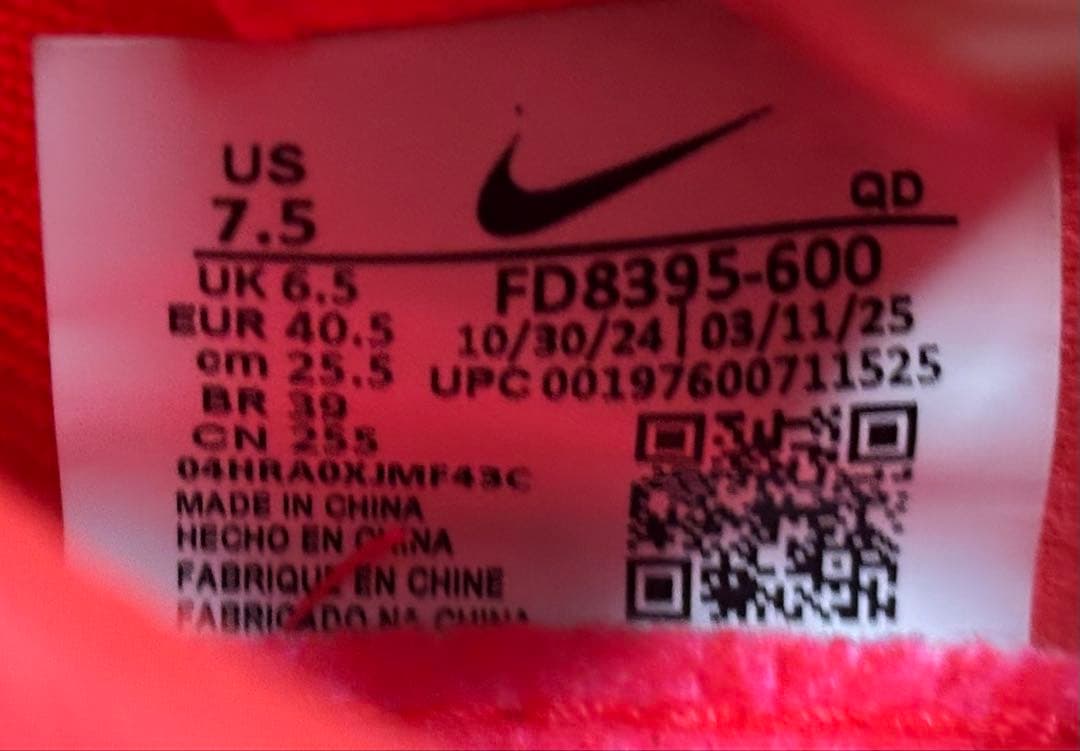 US
7.5
QD
UK 6.5
EUR 40.5
cm 25.5
BR 39
CN 255
FD8395-600
10/30/24 | 03/11/25
UPC 00197600711525
04HRA0XJMF43C
MADE IN CHINA
HECHO EN CHINA
FABRIQUE EN CHINE
FABRICADO NA CHINA